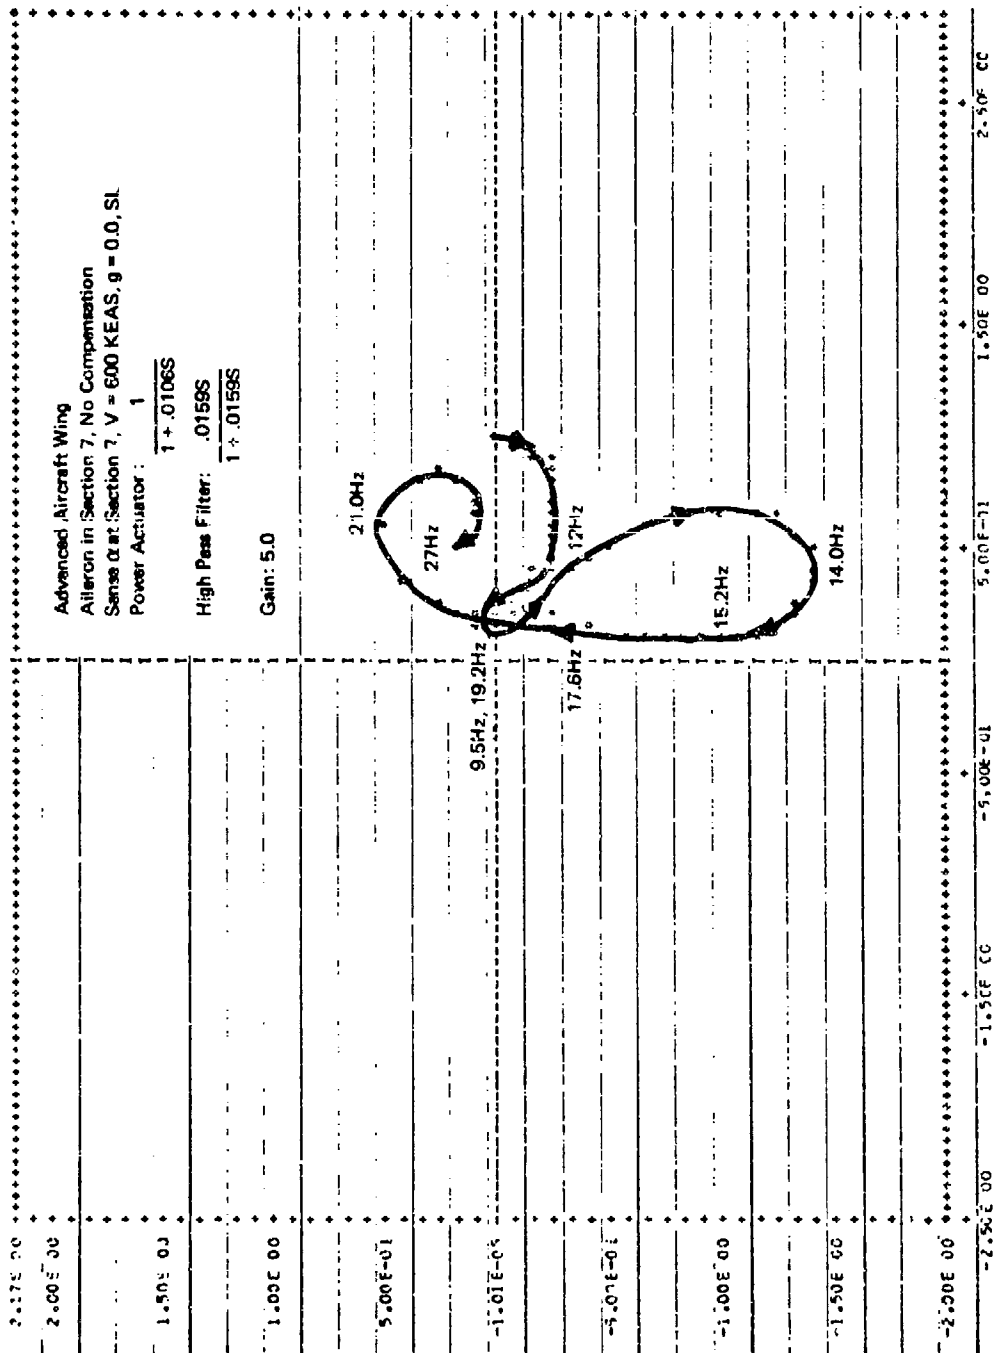 Advanced Aircraft Wing
Aileron in Section 7, No Compensation
Sense α at Section 7, V = 600 KEAS, g = 0.0, SL
Power Actuator : 1
1 + .0106S
High Pass Filter: .0159S
1 + .0159S
Gain: 5.0
21.0Hz
27Hz
12Hz
9.5Hz, 19.2Hz
17.6Hz
15.2Hz
14.0Hz
2.17E 00
2.00E 00
1.50E 00
1.00E 00
5.00E-01
-5.00E-01
-1.00E 00
-1.50E 00
-2.00E 00
-2.50E 00
-1.50E 00
-5.00E-01
5.00E-01
1.50E 00
2.50E 00